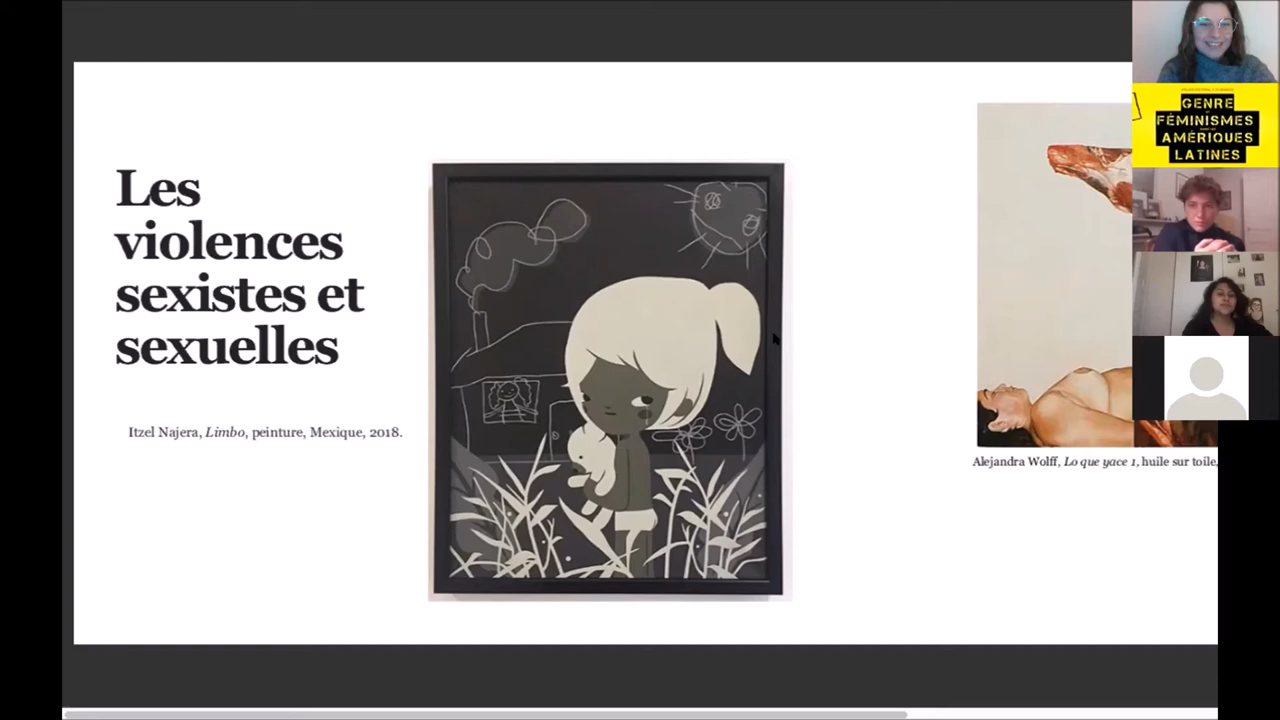 Les
violences
sexistes et
sexuelles
Itzel Najera, Limbo, peinture, Mexique, 2018.
Alejandra Wolff, Lo que yace 1, huile sur toile,
GENRE
FÉMINISMES
AMÉRIQUES
LATINES